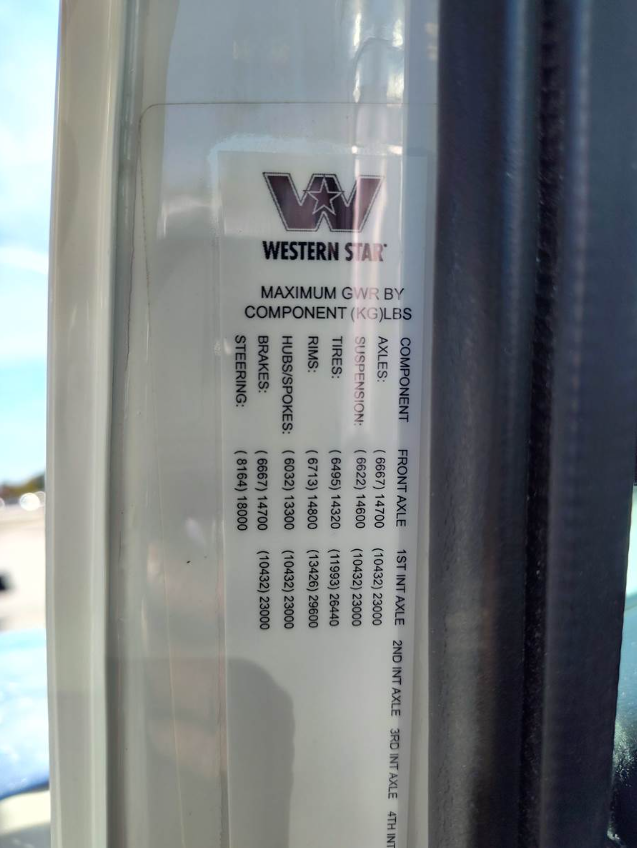 WESTERN STAR
MAXIMUM GWR BY
COMPONENT (KG)LBS
COMPONENT FRONT AXLE 1ST INT AXLE 2ND INT AXLE 3RD INT AXLE 4TH INT
AXLES: ( 6667) 14700 (10432) 23000
SUSPENSION: ( 6622) 14600 (10432) 23000
TIRES: ( 6495) 14320 (11993) 26440
RIMS: ( 6713) 14800 (13426) 29600
HUBS/SPOKES: ( 6032) 13300 (10432) 23000
BRAKES: ( 6667) 14700 (10432) 23000
STEERING: ( 8164) 18000